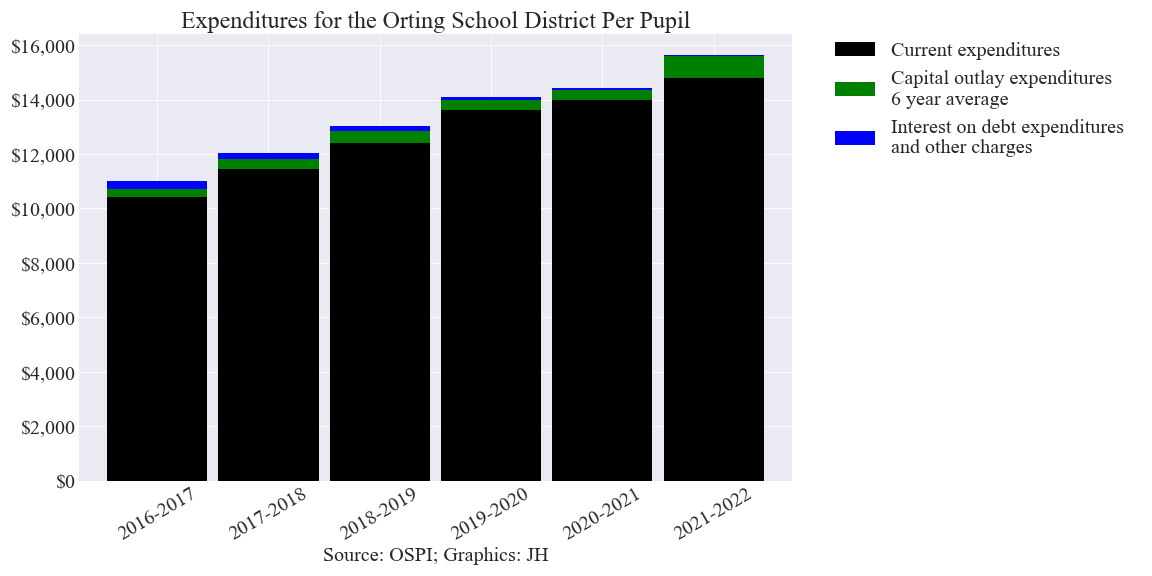 Expenditures for the Orting School District Per Pupil
$16,000
$14,000
$12,000
$10,000
$8,000
$6,000
$4,000
$2,000
$0
2016-2017
2017-2018
2018-2019
2019-2020
2020-2021
2021-2022
Source: OSPI; Graphics: JH
Current expenditures
Capital outlay expenditures
6 year average
Interest on debt expenditures
and other charges